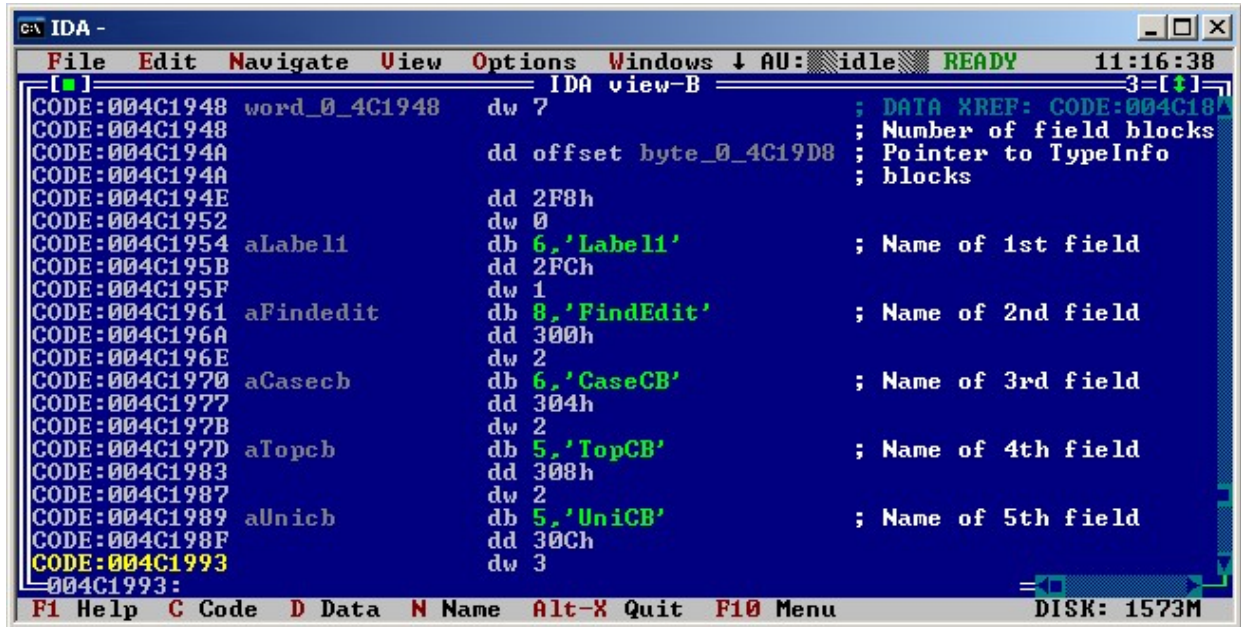 IDA -
File Edit Navigate View Options Windows ↓ AU: idle READY 11:16:38
[■] IDA view-B 3=[↕]
CODE:004C1948 word_0_4C1948 dw 7 ; DATA XREF: CODE:004C18
CODE:004C1948 ; Number of field blocks
CODE:004C194A dd offset byte_0_4C19D8 ; Pointer to TypeInfo
CODE:004C194A ; blocks
CODE:004C194E dd 2F8h
CODE:004C1952 dw 0
CODE:004C1954 aLabel1 db 6,'Label1' ; Name of 1st field
CODE:004C195B dd 2FCh
CODE:004C195F dw 1
CODE:004C1961 aFindedit db 8,'FindEdit' ; Name of 2nd field
CODE:004C196A dd 300h
CODE:004C196E dw 2
CODE:004C1970 aCasecb db 6,'CaseCB' ; Name of 3rd field
CODE:004C1977 dd 304h
CODE:004C197B dw 2
CODE:004C197D aTopcb db 5,'TopCB' ; Name of 4th field
CODE:004C1983 dd 308h
CODE:004C1987 dw 2
CODE:004C1989 aUnicb db 5,'UniCB' ; Name of 5th field
CODE:004C198F dd 30Ch
CODE:004C1993 dw 3
004C1993:
F1 Help C Code D Data N Name Alt-X Quit F10 Menu DISK: 1573M